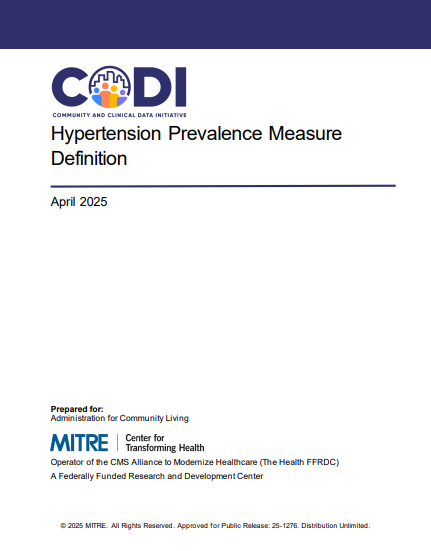 CODI
COMMUNITY AND CLINICAL DATA INITIATIVE
Hypertension Prevalence Measure
Definition
April 2025
Prepared for:
Administration for Community Living
MITRE | Center for
Transforming Health
Operator of the CMS Alliance to Modernize Healthcare (The Health FFRDC)
A Federally Funded Research and Development Center
© 2025 MITRE. All Rights Reserved. Approved for Public Release: 25-1276. Distribution Unlimited.